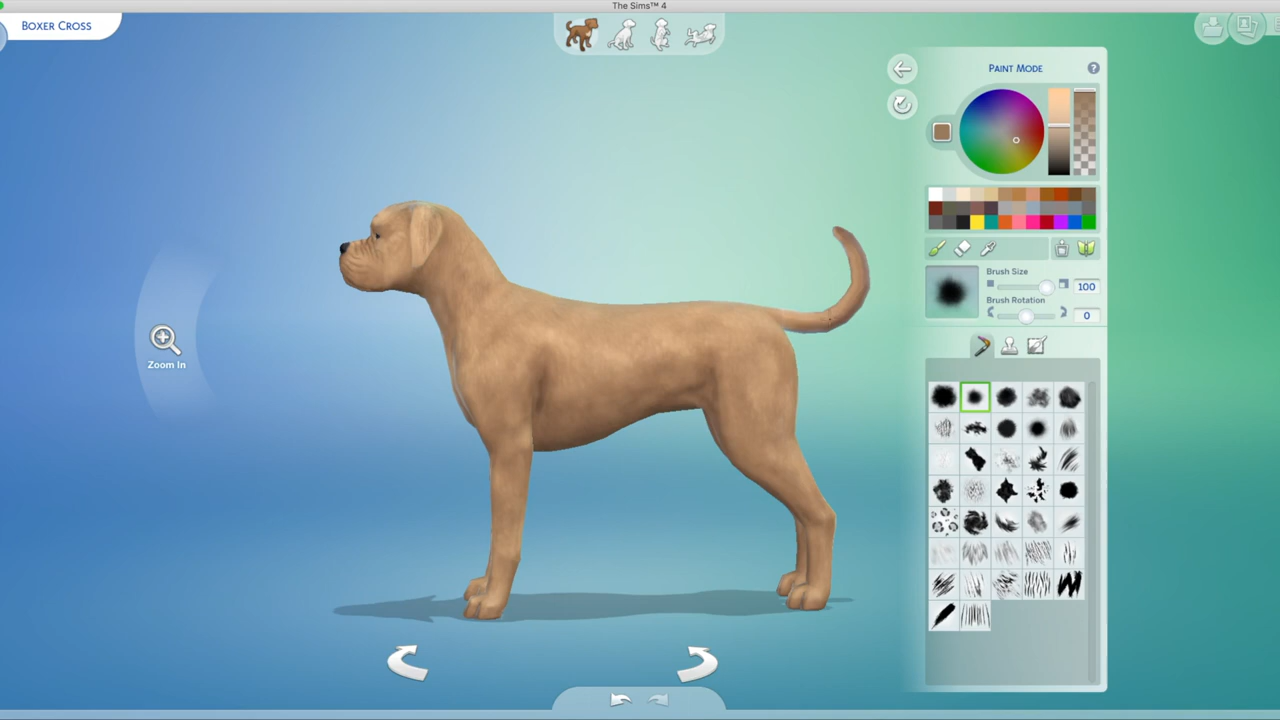 The Sims™ 4
Boxer Cross
Paint Mode
?
Brush Size
100
Brush Rotation
0
Zoom In